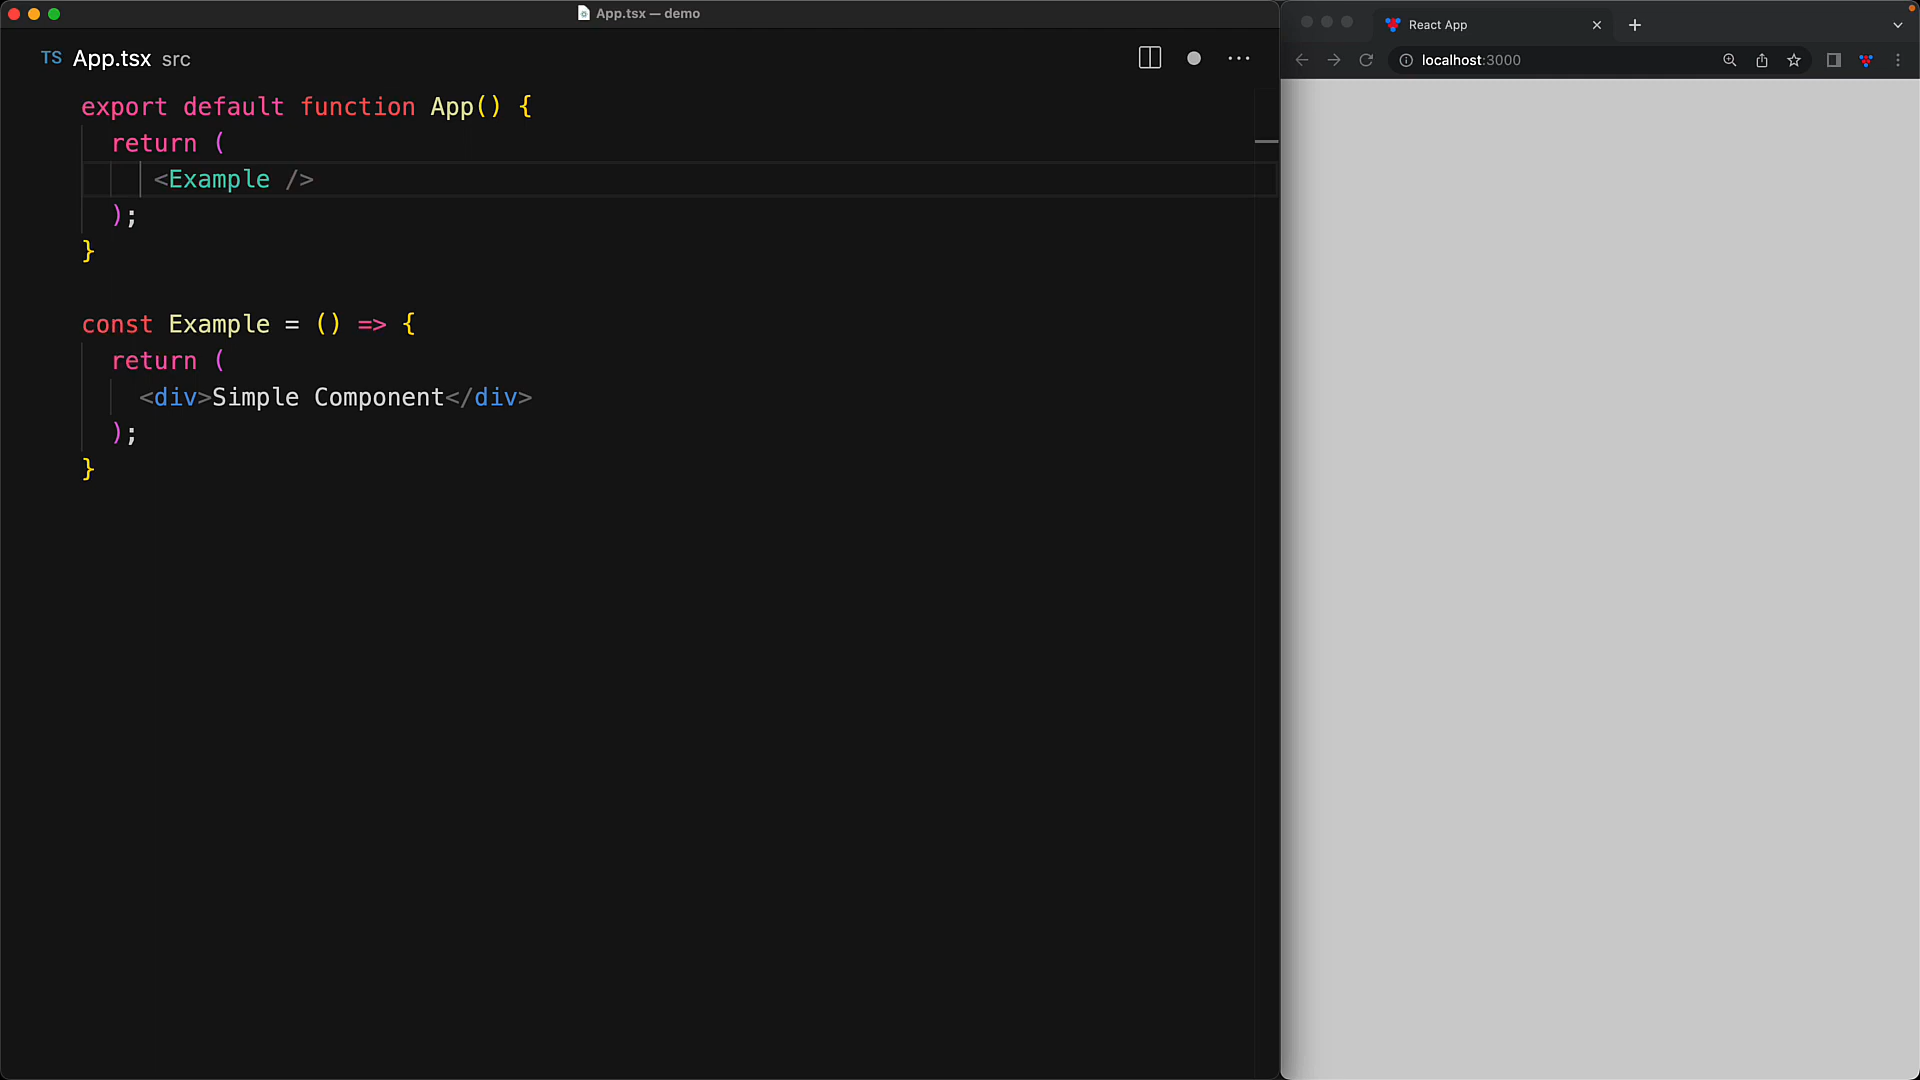 App.tsx — demo
TS App.tsx src
export default function App() {
return (
<Example />
);
}
const Example = () => {
return (
<div>Simple Component</div>
);
}
React App
localhost:3000